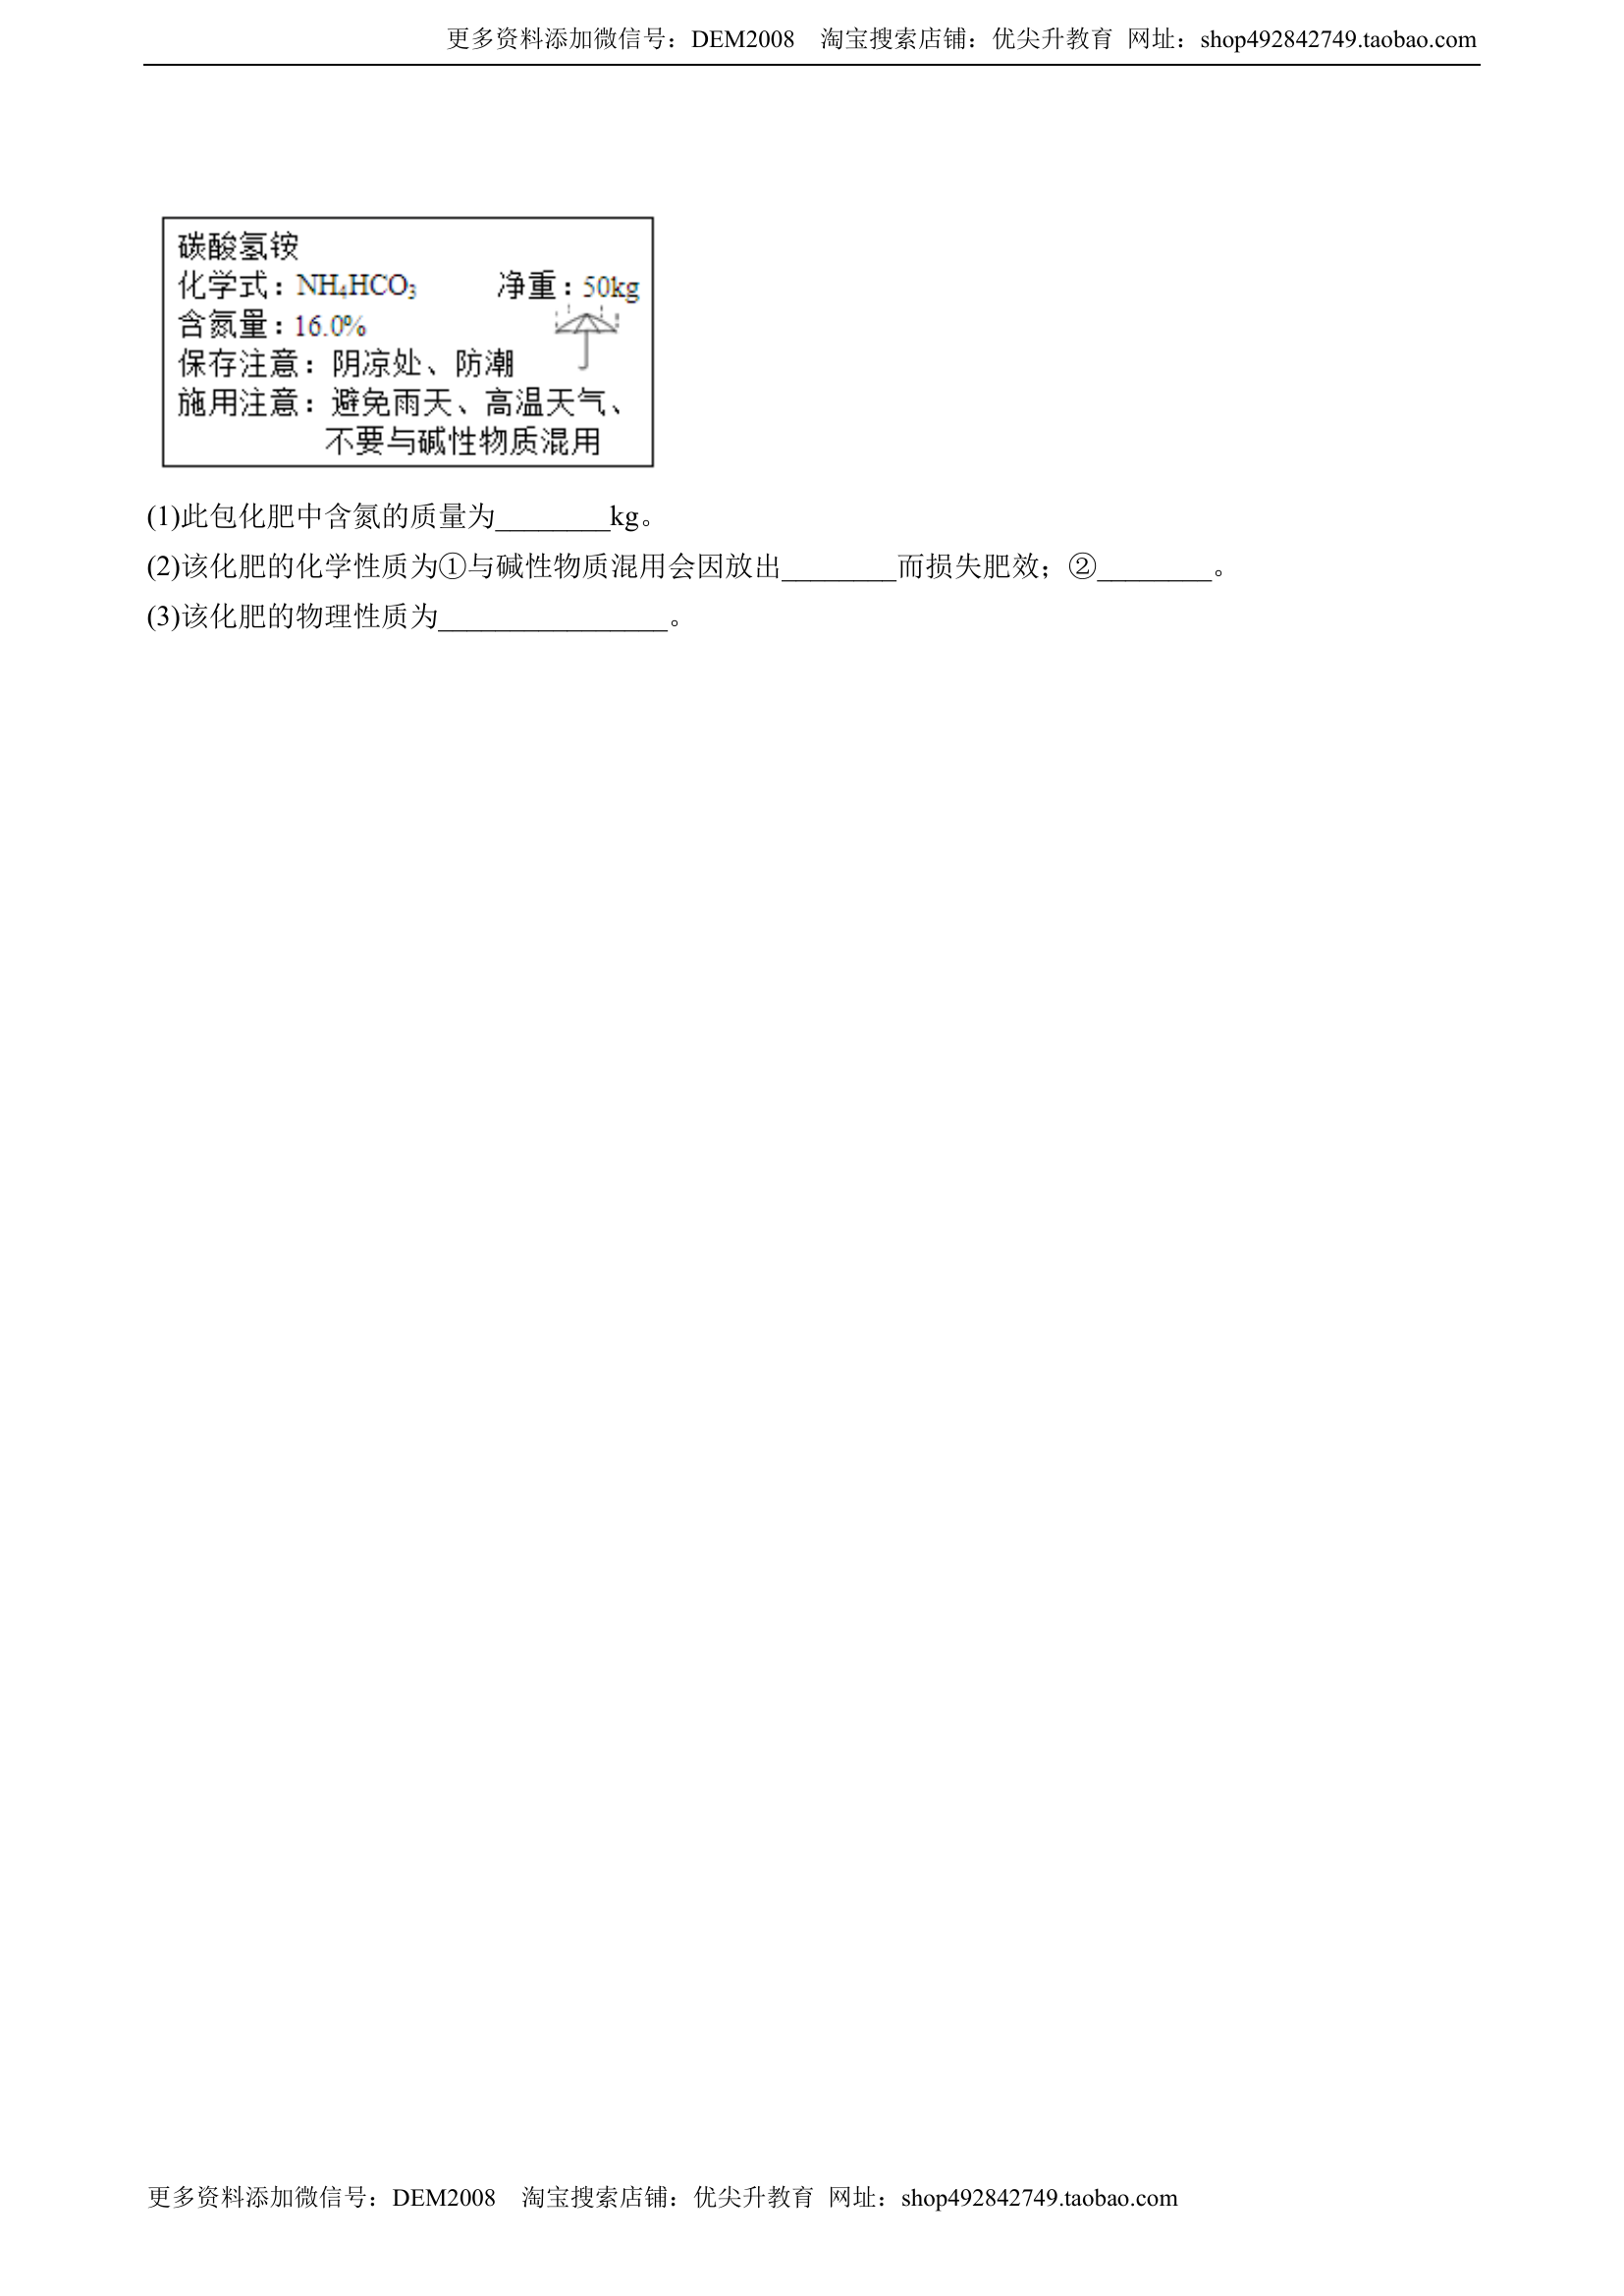 更多资料添加微信号：DEM2008　淘宝搜索店铺：优尖升教育 网址：shop492842749.taobao.com
碳酸氢铵
化学式：NH₄HCO₃　净重：50kg
含氮量：16.0%
保存注意：阴凉处、防潮
施用注意：避免雨天、高温天气、
不要与碱性物质混用
(1)此包化肥中含氮的质量为________kg。
(2)该化肥的化学性质为①与碱性物质混用会因放出________而损失肥效；②________。
(3)该化肥的物理性质为________________。
更多资料添加微信号：DEM2008　淘宝搜索店铺：优尖升教育 网址：shop492842749.taobao.com